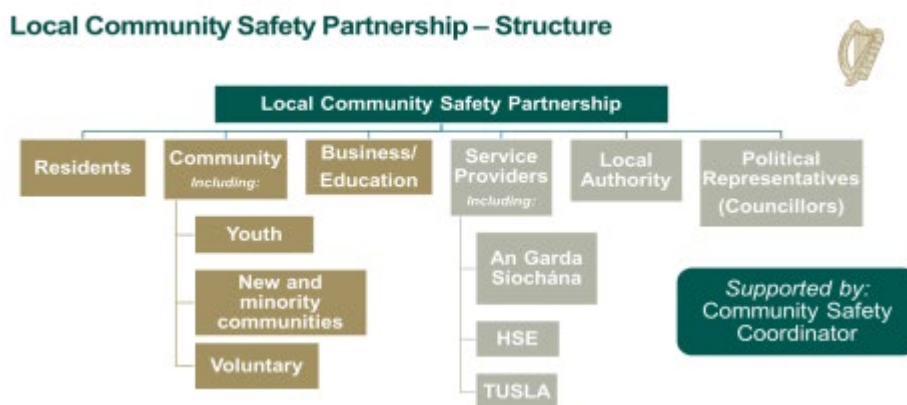 Local Community Safety Partnership – Structure
Local Community Safety Partnership
Residents
Community
Including:
Youth
New and
minority
communities
Voluntary
Business/
Education
Service
Providers
Including:
An Garda
Síochána
HSE
TUSLA
Local
Authority
Political
Representatives
(Councillors)
Supported by:
Community Safety
Coordinator